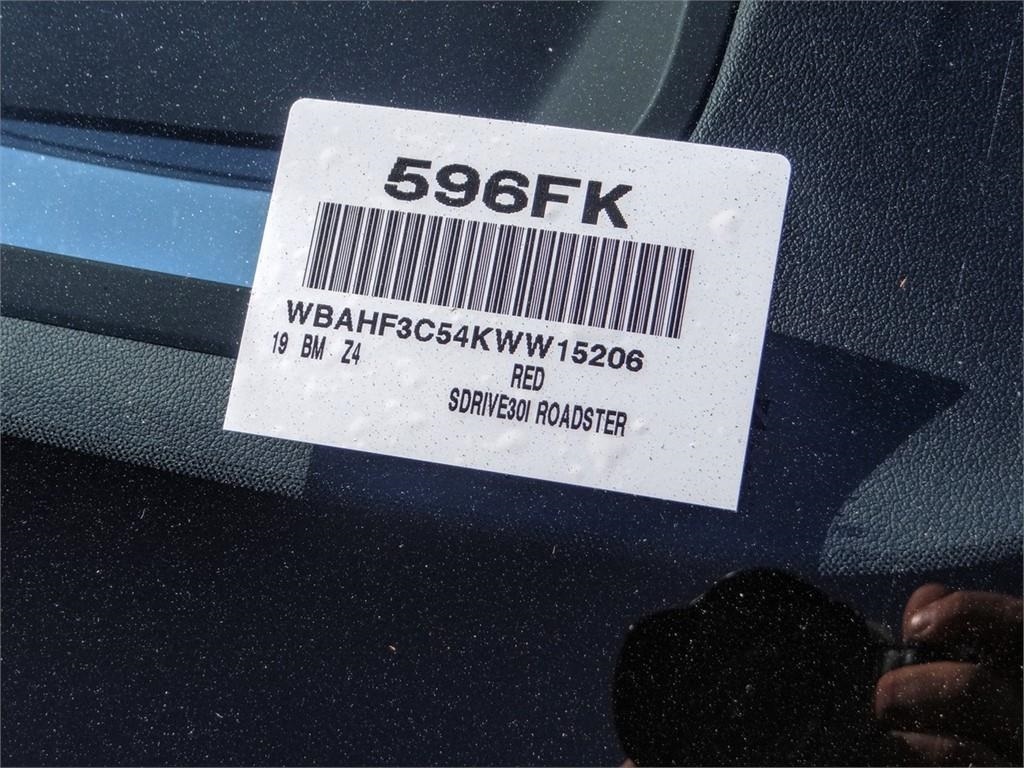 596FK
WBAHF3C54KWW15206
19 BM Z4
RED
SDRIVE30I ROADSTER